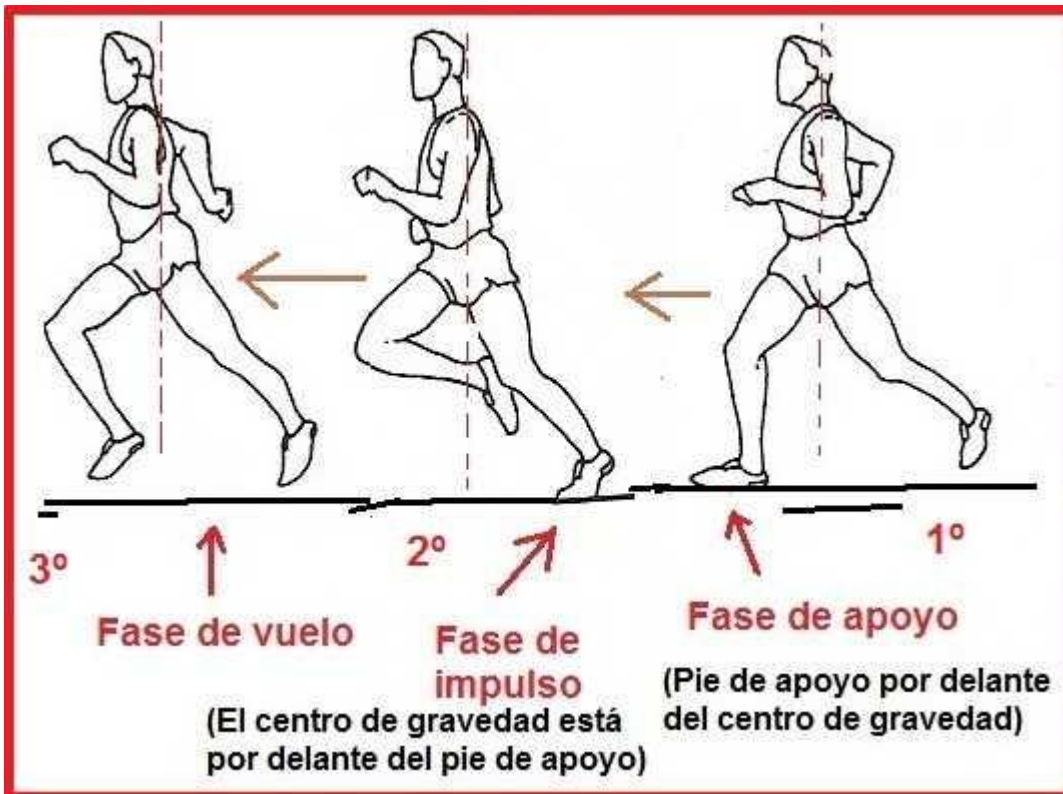 3º
2º
1º
Fase de vuelo
Fase de
impulso
Fase de apoyo
(El centro de gravedad está
por delante del pie de apoyo)
(Pie de apoyo por delante
del centro de gravedad)